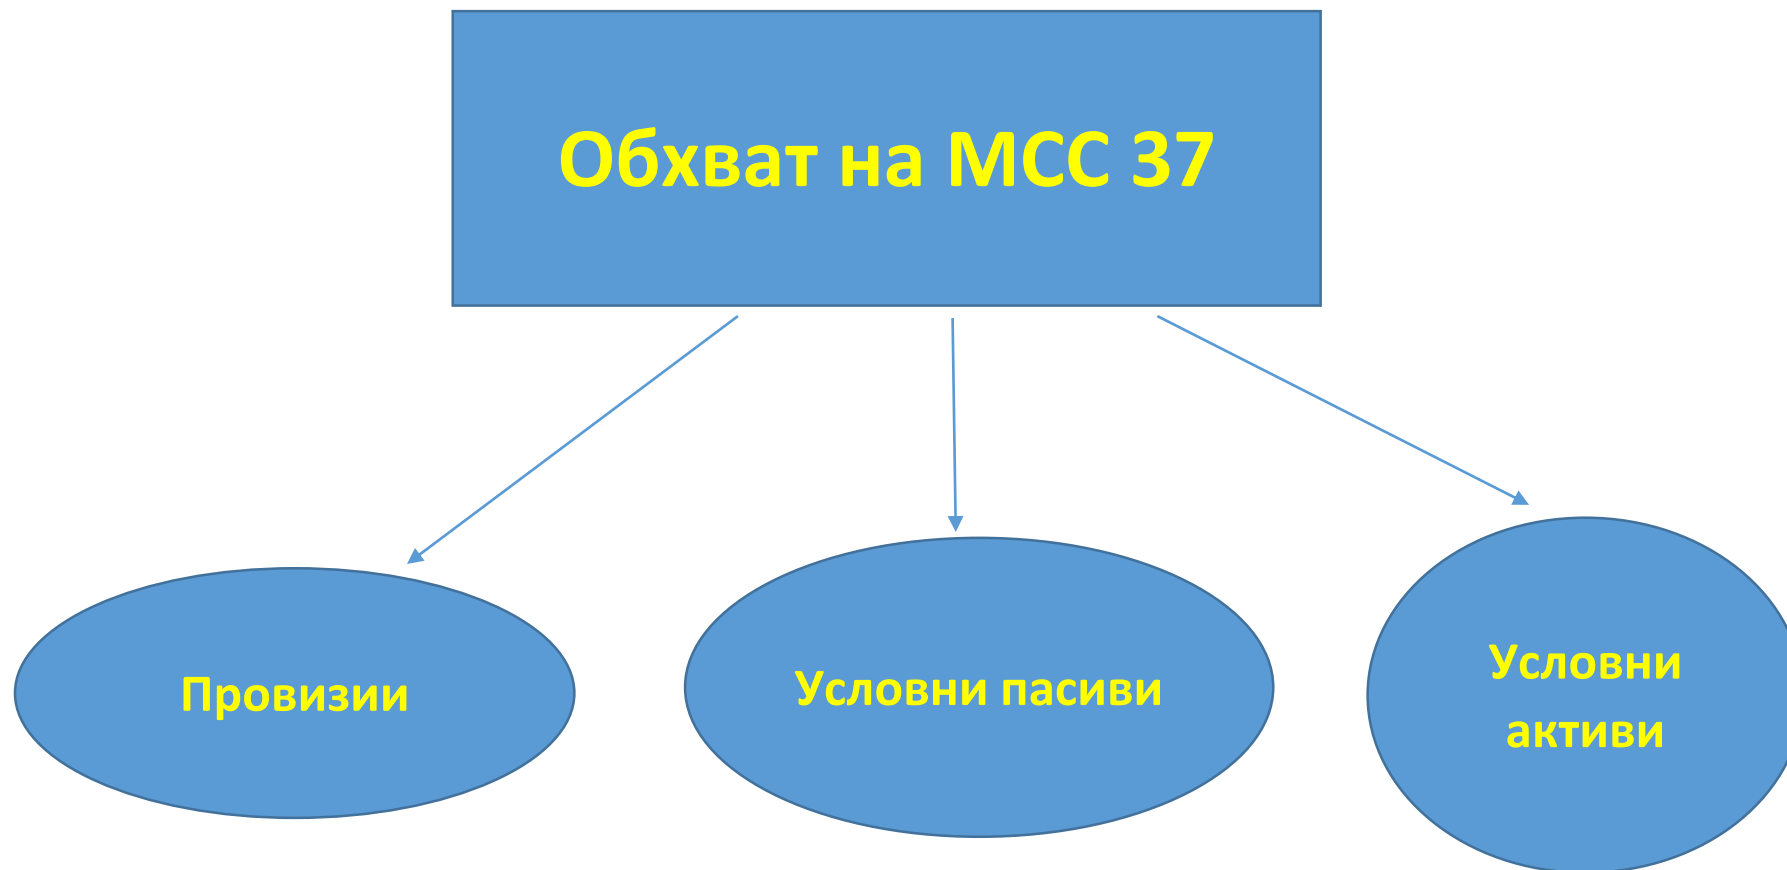 Обхват на МСС 37
Провизии
Условни пасиви
Условни
активи